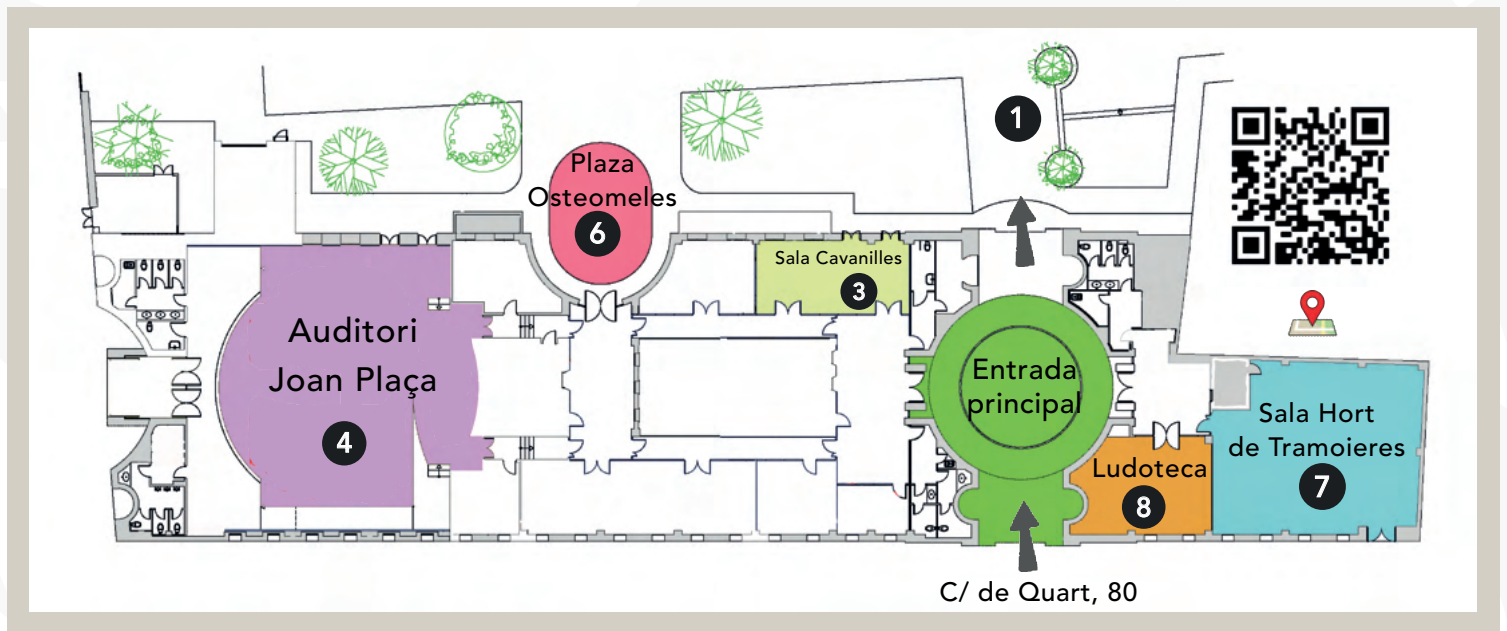 1
Plaza
Osteomeles
6
Sala Cavanilles
3
Auditori
Joan Plaça
4
Entrada
principal
Sala Hort
de Tramoieres
7
Ludoteca
8
C/ de Quart, 80